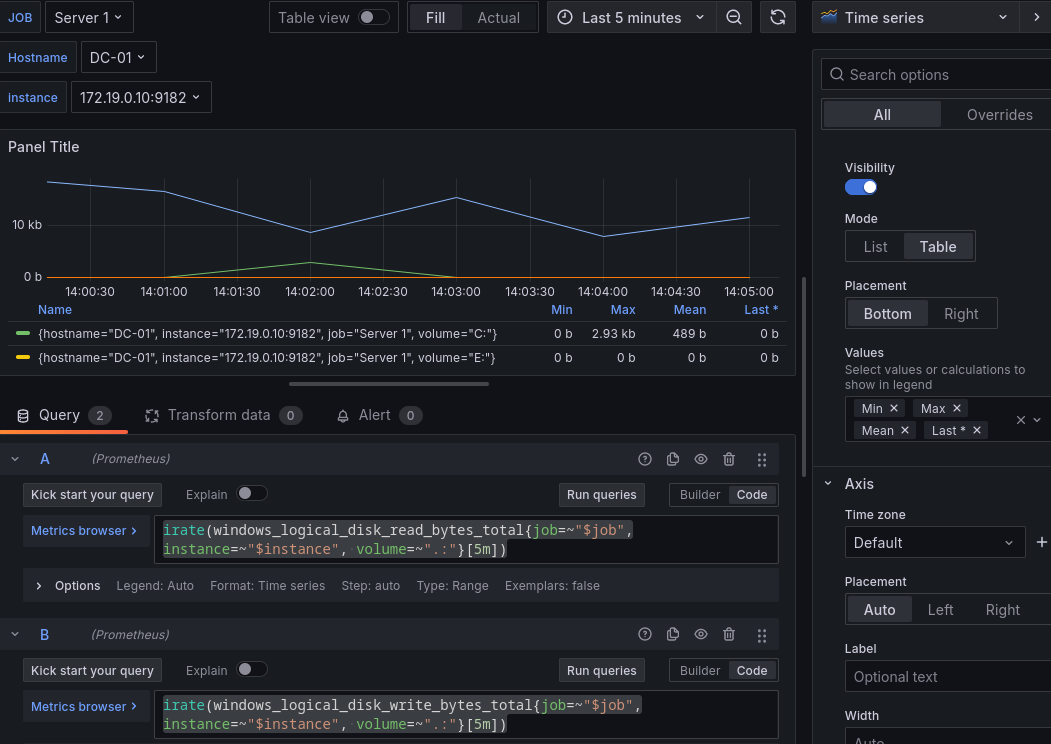 JOB Server 1 Table view Fill Actual Last 5 minutes Time series
Hostname DC-01
instance 172.19.0.10:9182
Search options
All Overrides
Panel Title
10 kb
0 b
14:00:30 14:01:00 14:01:30 14:02:00 14:02:30 14:03:00 14:03:30 14:04:00 14:04:30 14:05:00
Name Min Max Mean Last *
{hostname="DC-01", instance="172.19.0.10:9182", job="Server 1", volume="C:"} 0 b 2.93 kb 489 b 0 b
{hostname="DC-01", instance="172.19.0.10:9182", job="Server 1", volume="E:"} 0 b 0 b 0 b 0 b
Query 2 Transform data 0 Alert 0
A (Prometheus)
Kick start your query Explain Run queries Builder Code
Metrics browser >
irate(windows_logical_disk_read_bytes_total{job=~"$job",
instance=~"$instance", volume=~".:"}[5m])
Options Legend: Auto Format: Time series Step: auto Type: Range Exemplars: false
B (Prometheus)
Kick start your query Explain Run queries Builder Code
Metrics browser >
irate(windows_logical_disk_write_bytes_total{job=~"$job",
instance=~"$instance", volume=~".:"}[5m])
Visibility
Mode
List Table
Placement
Bottom Right
Values
Select values or calculations to
show in legend
Min Max
Mean Last *
Axis
Time zone
Default
Placement
Auto Left Right
Label
Optional text
Width
Auto